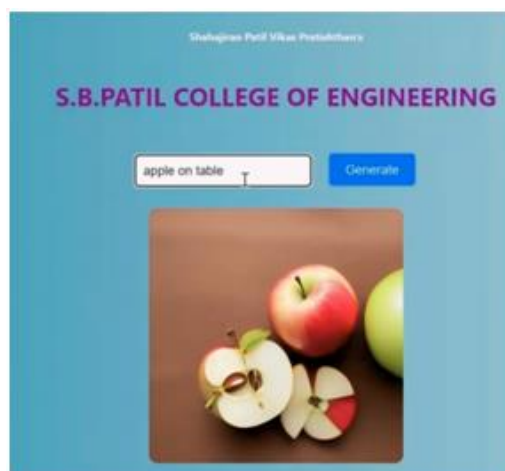 Shahajirao Patil Vikas Pratishthan's
S.B.PATIL COLLEGE OF ENGINEERING
apple on table
Generate